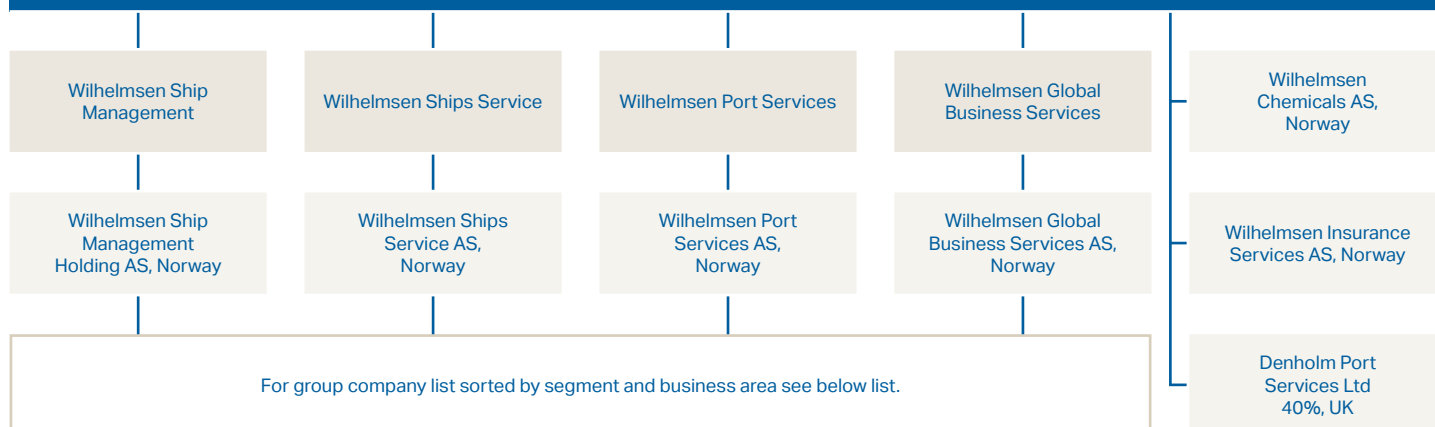 Wilhelmsen Ship
Management
Wilhelmsen Ships Service
Wilhelmsen Port Services
Wilhelmsen Global
Business Services
Wilhelmsen
Chemicals AS,
Norway
Wilhelmsen Ship
Management
Holding AS, Norway
Wilhelmsen Ships
Service AS,
Norway
Wilhelmsen Port
Services AS,
Norway
Wilhelmsen Global
Business Services AS,
Norway
Wilhelmsen Insurance
Services AS, Norway
For group company list sorted by segment and business area see below list.
Denholm Port
Services Ltd
40%, UK